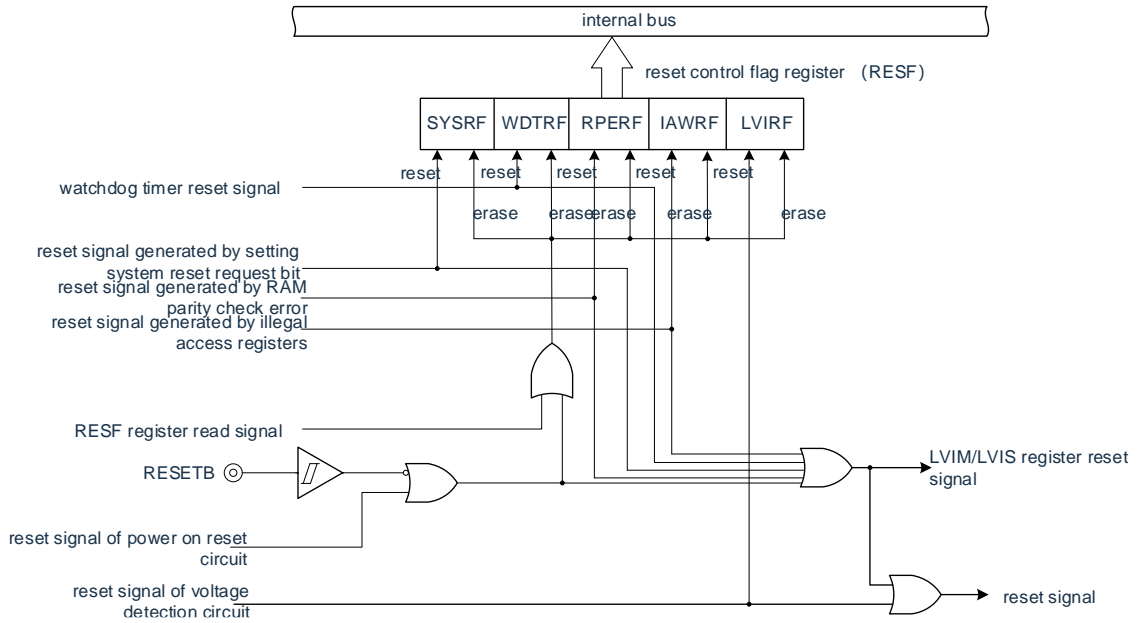 internal bus
reset control flag register (RESF)
SYSRF WDTRF RPERF IAWRF LVIRF
reset reset reset reset reset
watchdog timer reset signal
erase erase erase erase erase
reset signal generated by setting
system reset request bit
reset signal generated by RAM
parity check error
reset signal generated by illegal
access registers
RESF register read signal
LVIM/LVIS register reset
signal
RESETB
reset signal of power on reset
circuit
reset signal of voltage
detection circuit
reset signal